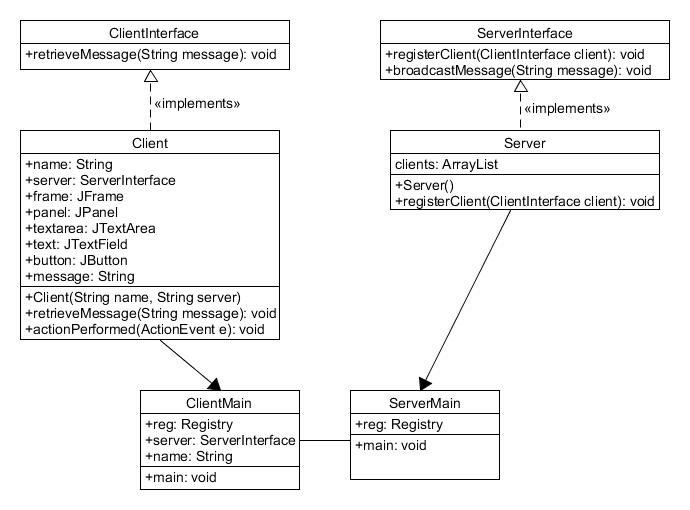 ClientInterface
+retrieveMessage(String message): void
«implements»
Client
+name: String
+server: ServerInterface
+frame: JFrame
+panel: JPanel
+textarea: JTextArea
+text: JTextField
+button: JButton
+message: String
+Client(String name, String server)
+retrieveMessage(String message): void
+actionPerformed(ActionEvent e): void
ServerInterface
+registerClient(ClientInterface client): void
+broadcastMessage(String message): void
«implements»
Server
clients: ArrayList
+Server()
+registerClient(ClientInterface client): void
ClientMain
+reg: Registry
+server: ServerInterface
+name: String
+main: void
ServerMain
+reg: Registry
+main: void